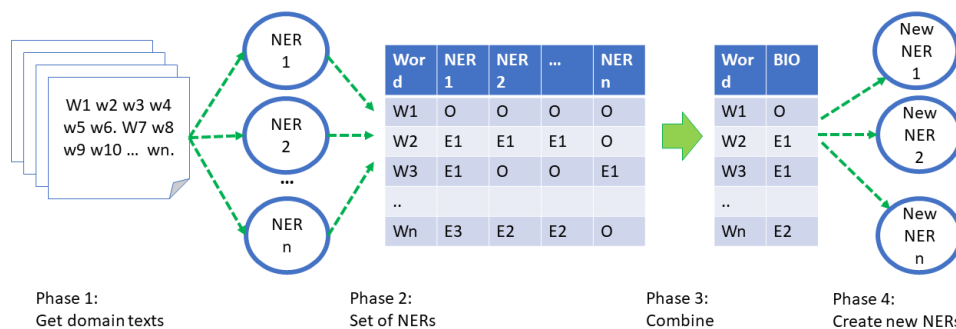 W1 w2 w3 w4
w5 w6. W7 w8
w9 w10 ... wn.
NER
1
NER
2
...
NER
n
Wor
d NER
1 NER
2 ... NER
n
W1 O O O O
W2 E1 E1 E1 O
W3 E1 O O E1
..
Wn E3 E2 E2 O
Wor
d BIO
W1 O
W2 E1
W3 E1
..
Wn E2
New
NER
1
New
NER
2
New
NER
n
Phase 1:
Get domain texts
Phase 2:
Set of NERs
Phase 3:
Combine
Phase 4:
Create new NERs